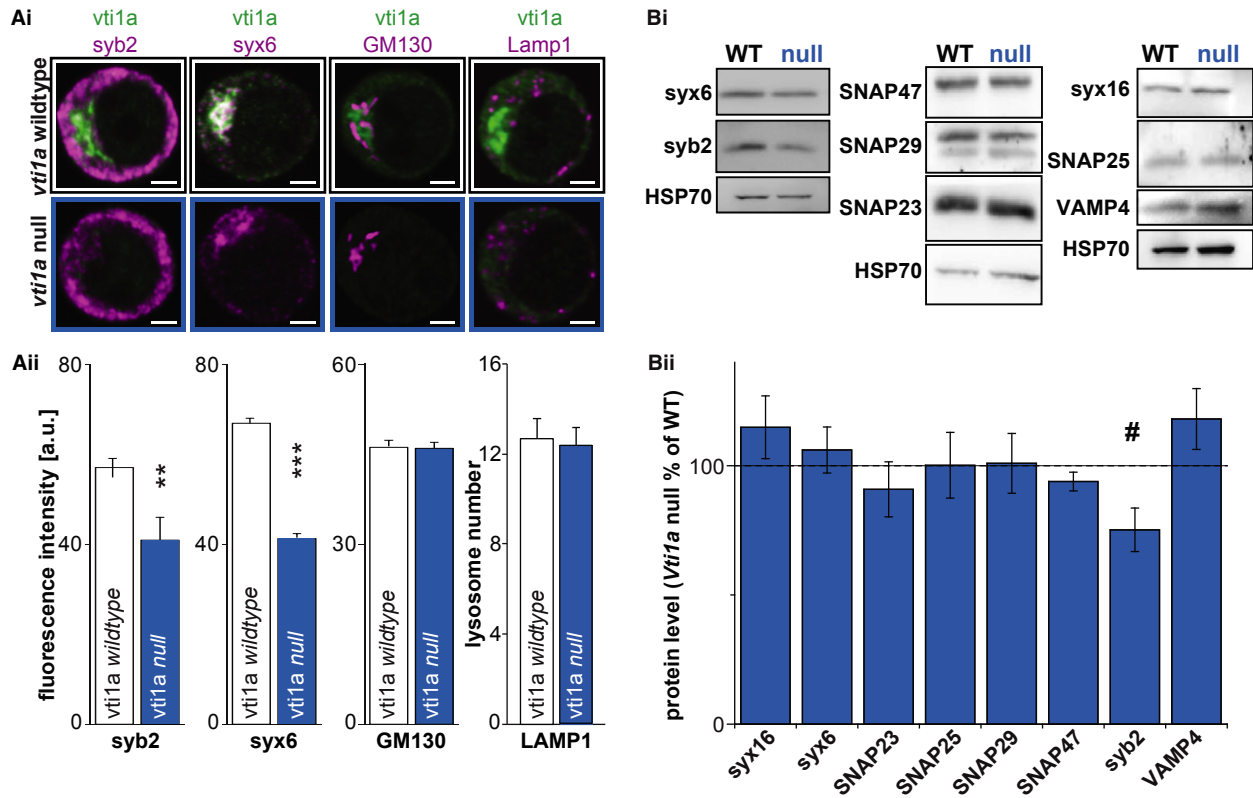 Ai
vti1a vti1a vti1a vti1a
syb2 syx6 GM130 Lamp1
vti1a wildtype
vti1a null
Aii
fluorescence intensity [a.u.]
80
40
0
**
vti1a wildtype
vti1a null
syb2
80
40
0
***
vti1a wildtype
vti1a null
syx6
60
30
0
vti1a wildtype
vti1a null
GM130
lysosome number
16
12
8
4
0
vti1a wildtype
vti1a null
LAMP1
Bi
WT null
syx6
syb2
HSP70
WT null
SNAP47
SNAP29
SNAP23
HSP70
WT null
syx16
SNAP25
VAMP4
HSP70
Bii
protein level (Vti1a null % of WT)
100
0
#
syx16 syx6 SNAP23 SNAP25 SNAP29 SNAP47 syb2 VAMP4